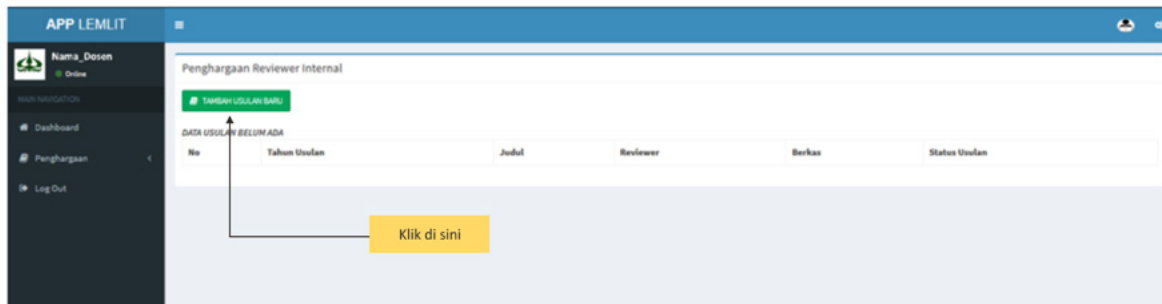 APP LEMLIT
Nama_Dosen
Online
MAIN NAVIGATION
Dashboard
Penghargaan
Log Out
Penghargaan Reviewer Internal
TAMBAH USULAN BARU
DATA USULAN BELUM ADA
No Tahun Usulan Judul Reviewer Berkas Status Usulan
Klik di sini